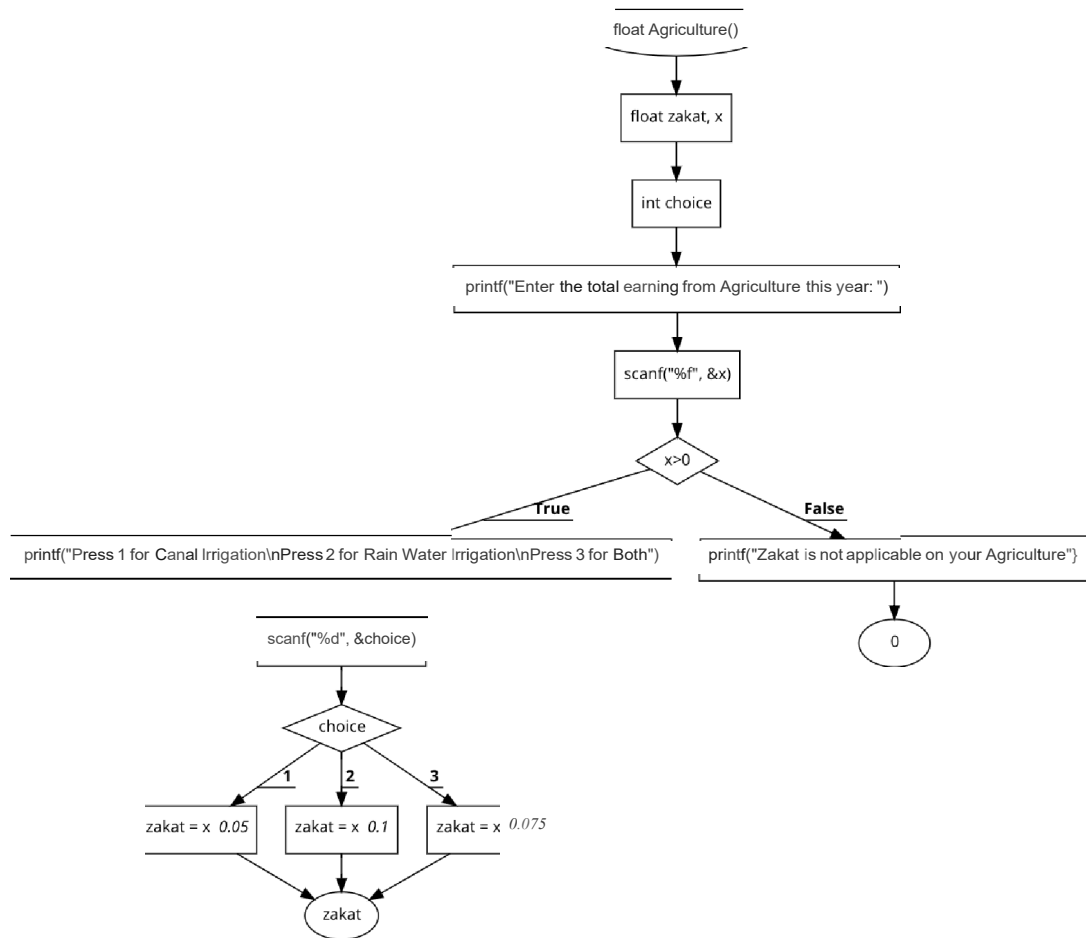 float Agriculture()
float zakat, x
int choice
printf("Enter the total earning from Agriculture this year: ")
scanf("%f", &x)
x>0
True
False
printf("Press 1 for Canal Irrigation\nPress 2 for Rain Water Irrigation\nPress 3 for Both")
printf("Zakat is not applicable on your Agriculture"}
0
scanf("%d", &choice)
choice
1
2
3
zakat = x 0.05
zakat = x 0.1
zakat = x 0.075
zakat